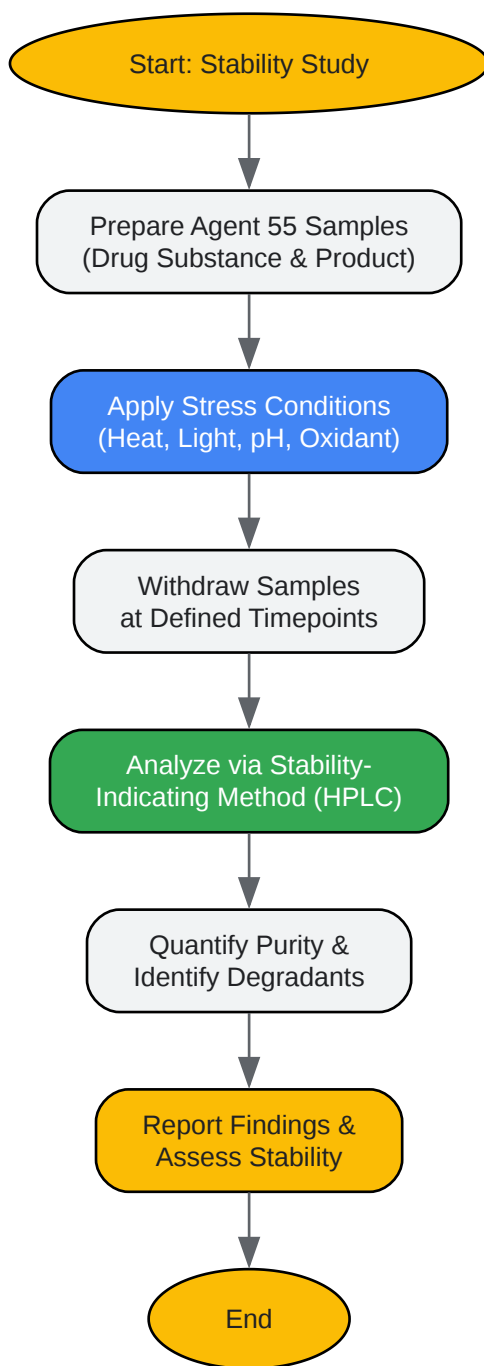 Start: Stability Study
Prepare Agent 55 Samples
(Drug Substance & Product)
Apply Stress Conditions
(Heat, Light, pH, Oxidant)
Withdraw Samples
at Defined Timepoints
Analyze via Stability-
Indicating Method (HPLC)
Quantify Purity &
Identify Degradants
Report Findings &
Assess Stability
End